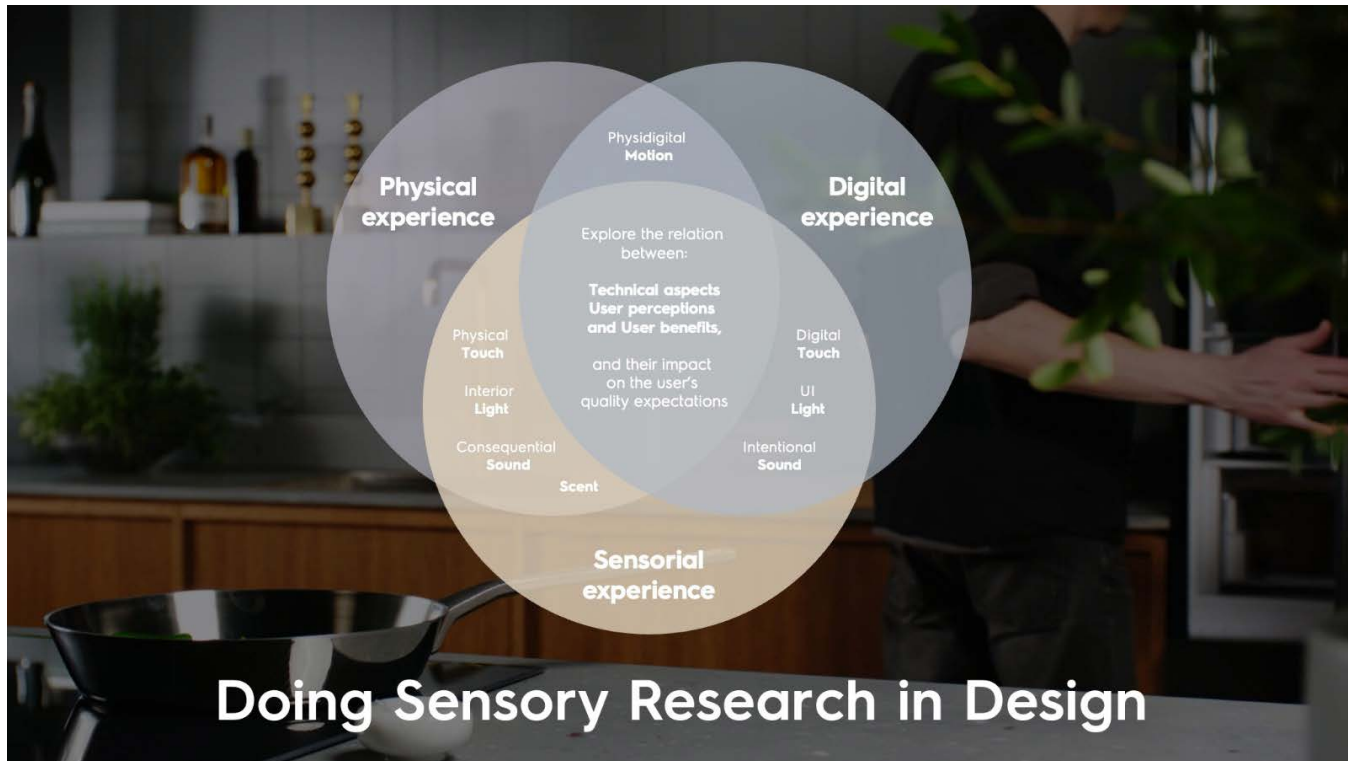 Physidigital
Motion
Physical
experience
Digital
experience
Explore the relation
between:
Technical aspects
User perceptions
and User benefits,
and their impact
on the user's
quality expectations
Physical
Touch
Interior
Light
Consequential
Sound
Scent
Digital
Touch
UI
Light
Intentional
Sound
Sensorial
experience
Doing Sensory Research in Design